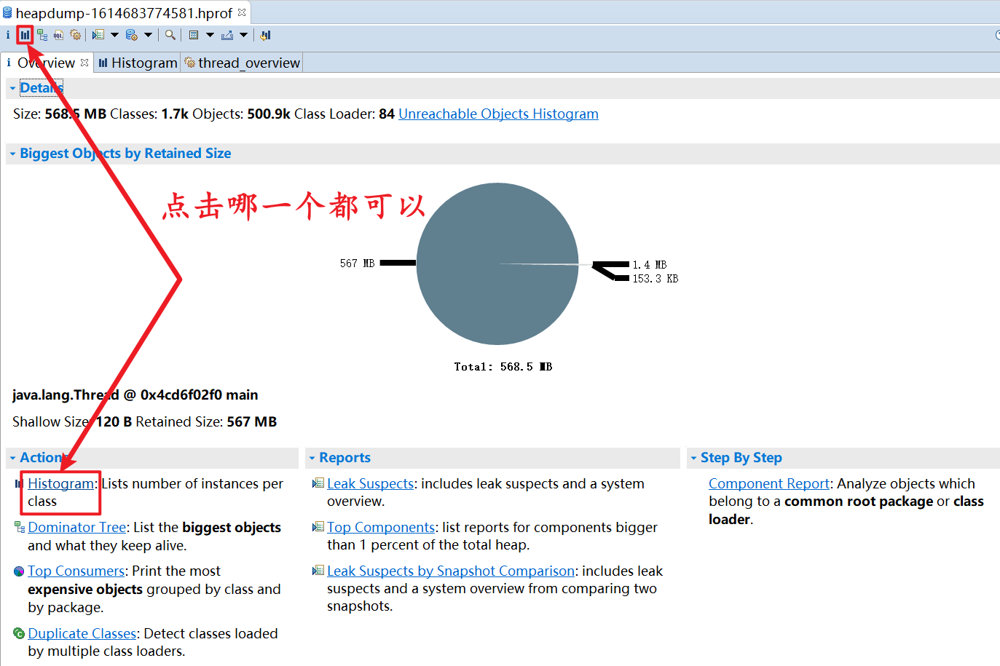 heapdump-1614683774581.hprof
OQL
Overview Histogram thread_overview
Details
Size: 568.5 MB Classes: 1.7k Objects: 500.9k Class Loader: 84 Unreachable Objects Histogram
Biggest Objects by Retained Size
点击哪一个都可以
567 MB
1.4 MB
153.3 KB
Total: 568.5 MB
java.lang.Thread @ 0x4cd6f02f0 main
Shallow Size: 120 B Retained Size: 567 MB
Actions
Histogram: Lists number of instances per
class
Dominator Tree: List the biggest objects
and what they keep alive.
Top Consumers: Print the most
expensive objects grouped by class and
by package.
Duplicate Classes: Detect classes loaded
by multiple class loaders.
Reports
Leak Suspects: includes leak suspects and a system
overview.
Top Components: list reports for components bigger
than 1 percent of the total heap.
Leak Suspects by Snapshot Comparison: includes leak
suspects and a system overview from comparing two
snapshots.
Step By Step
Component Report: Analyze objects which
belong to a common root package or class
loader.